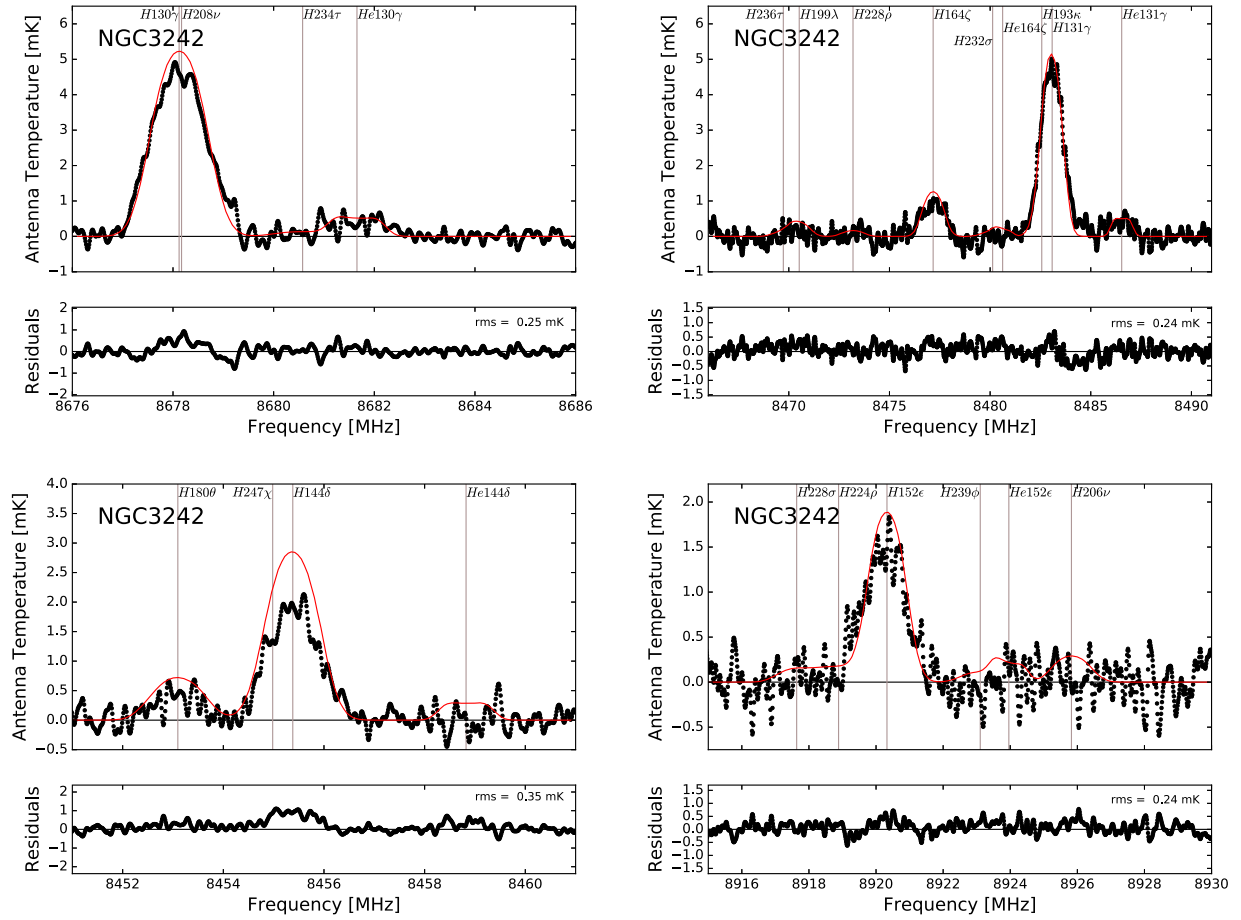 H130γ H208ν H234τ He130γ
NGC3242
Antenna Temperature [mK]
6
5
4
3
2
1
0
−1
Residuals
2
1
0
−1
−2
rms = 0.25 mK
8676 8678 8680 8682 8684 8686
Frequency [MHz]
H236τ H199λ H228ρ H164ζ H193κ He131γ
H232σ He164ζ H131γ
NGC3242
Antenna Temperature [mK]
6
5
4
3
2
1
0
−1
Residuals
1.5
1.0
0.5
0.0
−0.5
−1.0
−1.5
rms = 0.24 mK
8470 8475 8480 8485 8490
Frequency [MHz]
H180θ H247χ H144δ He144δ
NGC3242
Antenna Temperature [mK]
4.0
3.5
3.0
2.5
2.0
1.5
1.0
0.5
0.0
−0.5
Residuals
2
1
0
−1
−2
rms = 0.35 mK
8452 8454 8456 8458 8460
Frequency [MHz]
H228σ H224ρ H152ϵ H239ϕ He152ϵ H206ν
NGC3242
Antenna Temperature [mK]
2.0
1.5
1.0
0.5
0.0
−0.5
Residuals
1.5
1.0
0.5
0.0
−0.5
−1.0
−1.5
rms = 0.24 mK
8916 8918 8920 8922 8924 8926 8928 8930
Frequency [MHz]